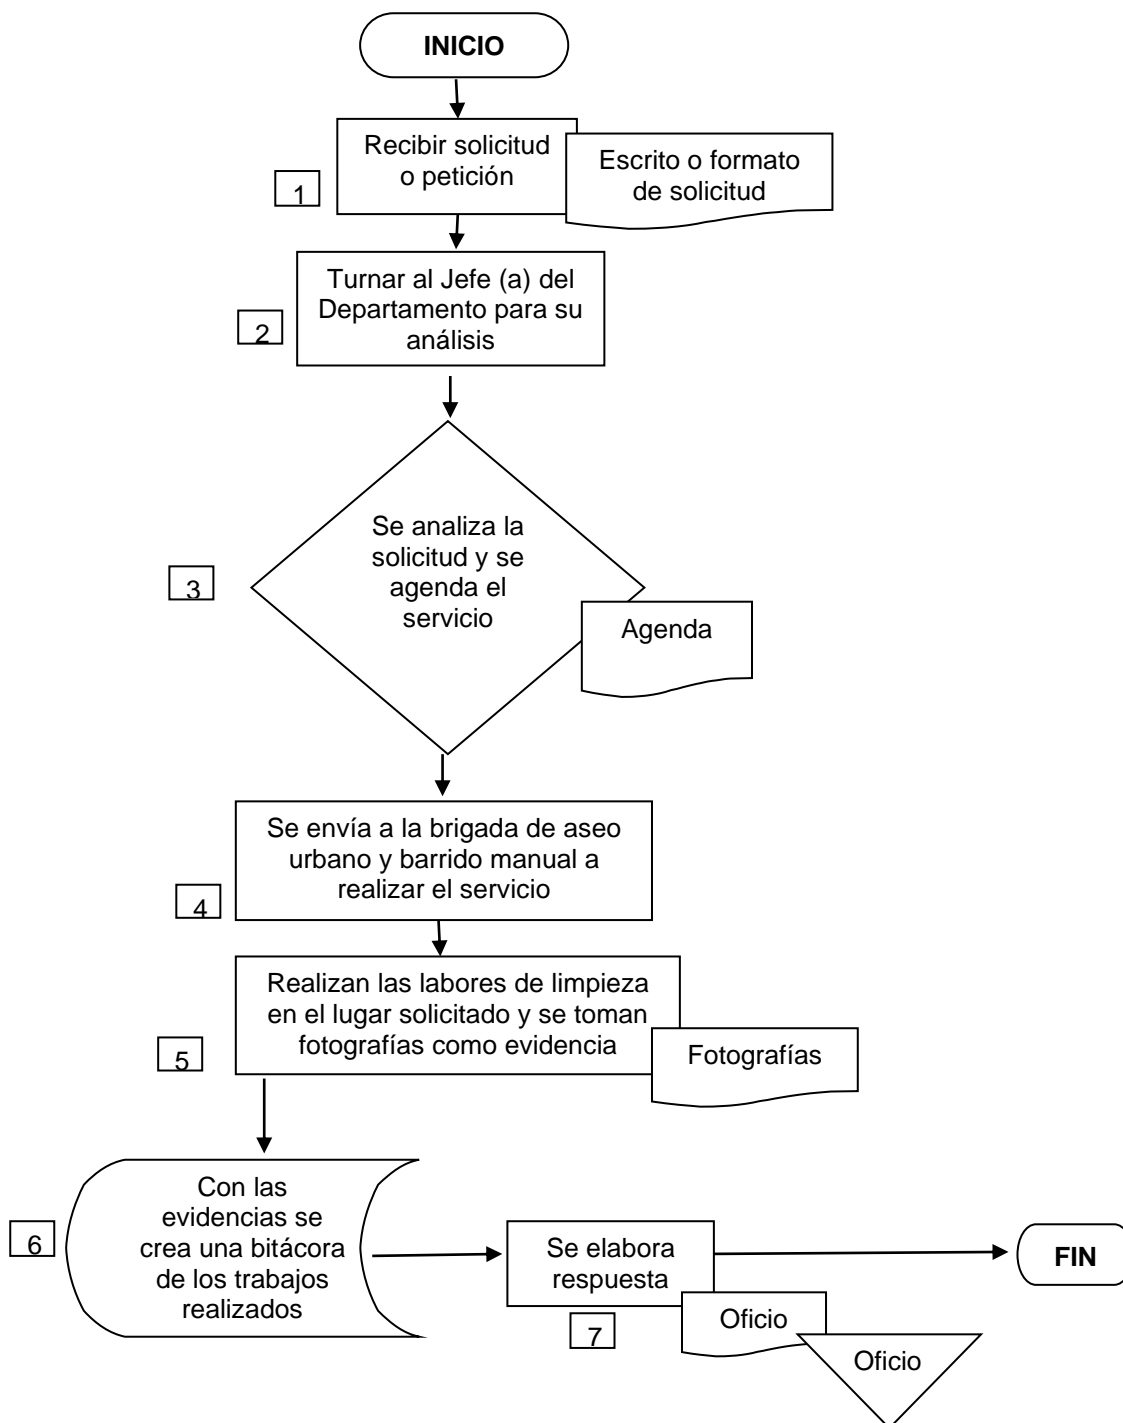 INICIO
Recibir solicitud
o petición
Escrito o formato
de solicitud
1
Turnar al Jefe (a) del
Departamento para su
análisis
2
Se analiza la
solicitud y se
agenda el
servicio
3
Agenda
Se envía a la brigada de aseo
urbano y barrido manual a
realizar el servicio
4
Realizan las labores de limpieza
en el lugar solicitado y se toman
fotografías como evidencia
5
Fotografías
Con las
evidencias se
crea una bitácora
de los trabajos
realizados
6
Se elabora
respuesta
7
Oficio
Oficio
FIN